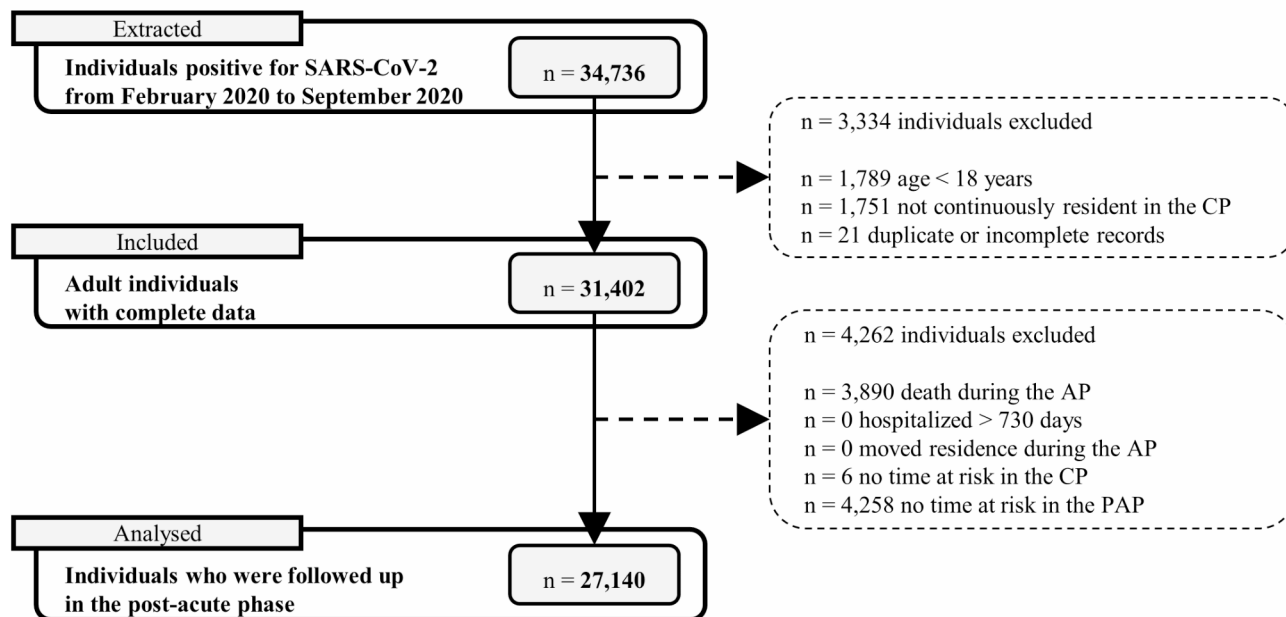 Extracted
Individuals positive for SARS-CoV-2
from February 2020 to September 2020
n = 34,736
n = 3,334 individuals excluded
n = 1,789 age < 18 years
n = 1,751 not continuously resident in the CP
n = 21 duplicate or incomplete records
Included
Adult individuals
with complete data
n = 31,402
n = 4,262 individuals excluded
n = 3,890 death during the AP
n = 0 hospitalized > 730 days
n = 0 moved residence during the AP
n = 6 no time at risk in the CP
n = 4,258 no time at risk in the PAP
Analysed
Individuals who were followed up
in the post-acute phase
n = 27,140